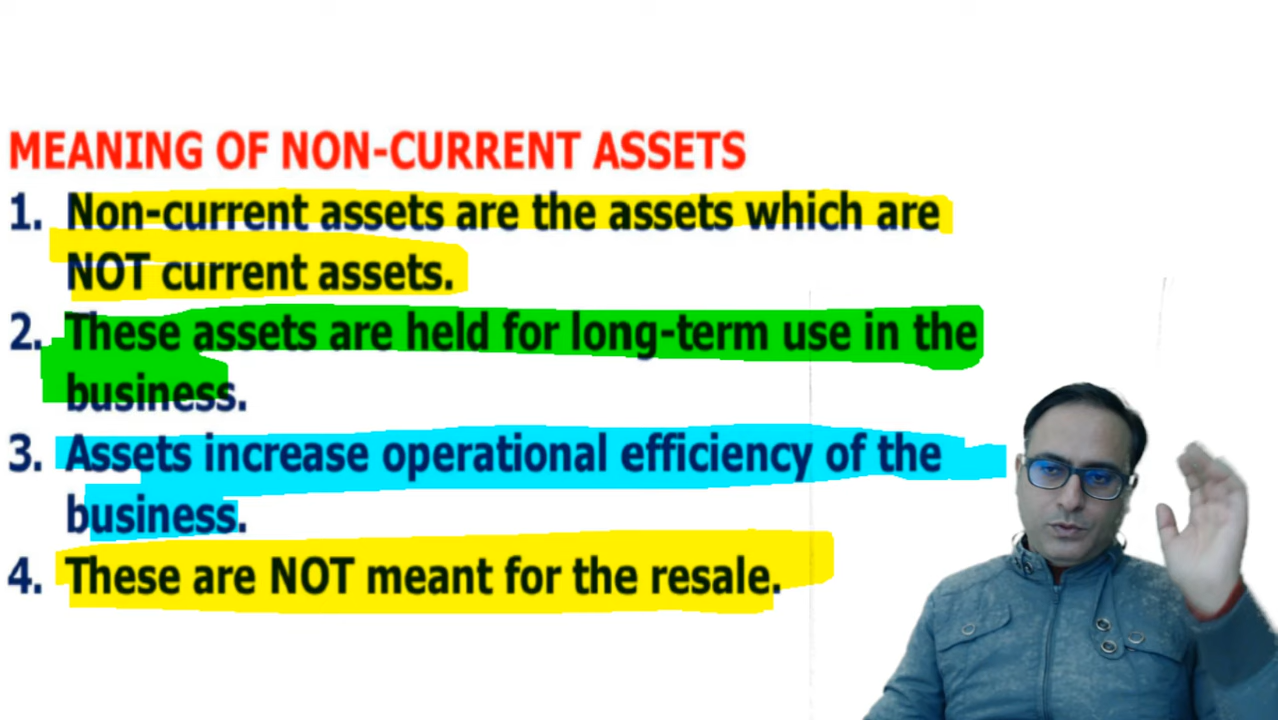 MEANING OF NON-CURRENT ASSETS
1. Non-current assets are the assets which are
NOT current assets.
2. These assets are held for long-term use in the
business.
3. Assets increase operational efficiency of the
business.
4. These are NOT meant for the resale.